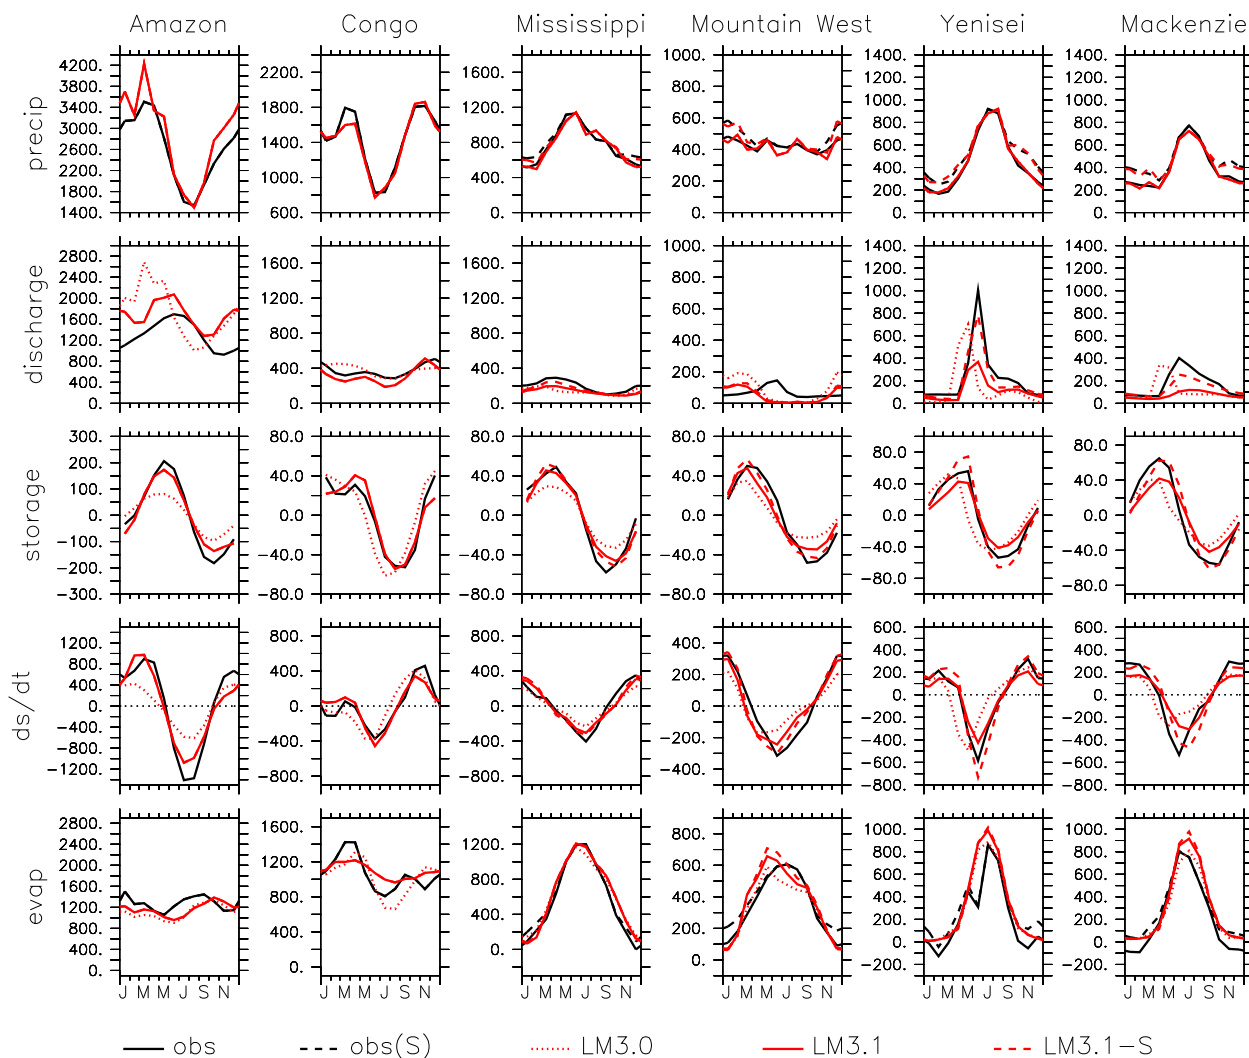 Amazon Congo Mississippi Mountain West Yenisei Mackenzie
precip
4200. 3800. 3400. 3000. 2600. 2200. 1800. 1400.
2200. 1800. 1400. 1000. 600.
1600. 1200. 800. 400. 0.
1000. 800. 600. 400. 200. 0.
1400. 1200. 1000. 800. 600. 400. 200. 0.
1400. 1200. 1000. 800. 600. 400. 200. 0.
discharge
2800. 2400. 2000. 1600. 1200. 800. 400. 0.
1600. 1200. 800. 400. 0.
1600. 1200. 800. 400. 0.
1000. 800. 600. 400. 200. 0.
1400. 1200. 1000. 800. 600. 400. 200. 0.
1400. 1200. 1000. 800. 600. 400. 200. 0.
storage
300. 200. 100. 0. −100. −200. −300.
80.0 40.0 0.0 −40.0 −80.0
80.0 40.0 0.0 −40.0 −80.0
80.0 40.0 0.0 −40.0 −80.0
80.0 40.0 0.0 −40.0 −80.0
80.0 40.0 0.0 −40.0 −80.0
ds/dt
1200. 800. 400. 0. −400. −800. −1200.
800. 400. 0. −400. −800.
800. 400. 0. −400. −800.
400. 200. 0. −200. −400.
600. 400. 200. 0. −200. −400. −600. −800.
600. 400. 200. 0. −200. −400. −600. −800.
evap
2800. 2400. 2000. 1600. 1200. 800. 400. 0.
1600. 1200. 800. 400. 0.
1200. 800. 400. 0.
800. 600. 400. 200. 0.
1000. 800. 600. 400. 200. 0. −200.
1000. 800. 600. 400. 200. 0. −200.
J M M J S N J M M J S N J M M J S N J M M J S N J M M J S N J M M J S N
obs obs(S) LM3.0 LM3.1 LM3.1−S